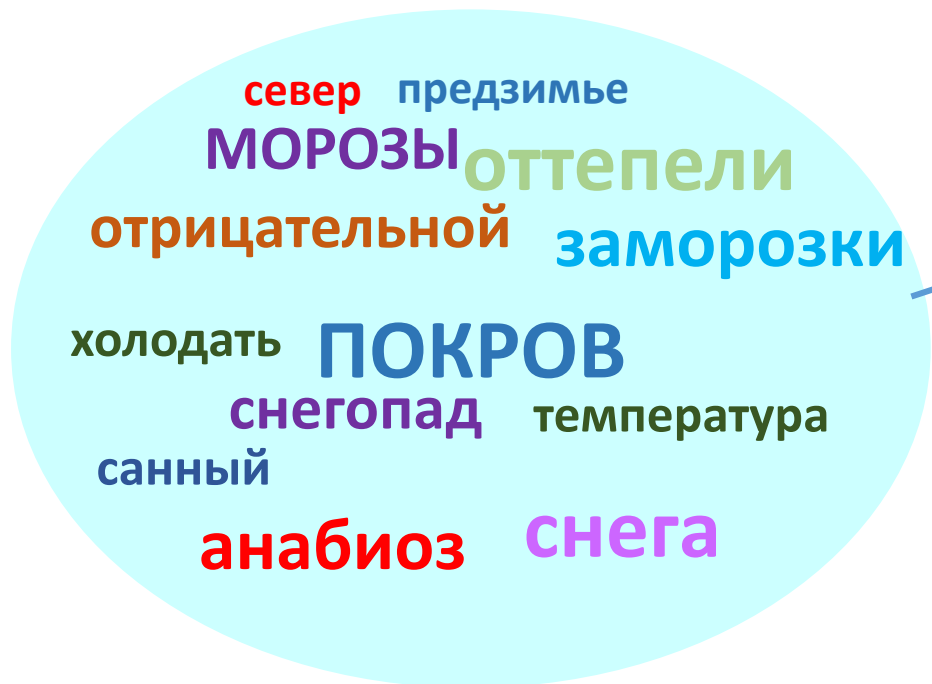 север предзимье
МОРОЗЫ оттепели
отрицательной
заморозки
холодать ПОКРОВ
снегопад температура
санный
анабиоз снега